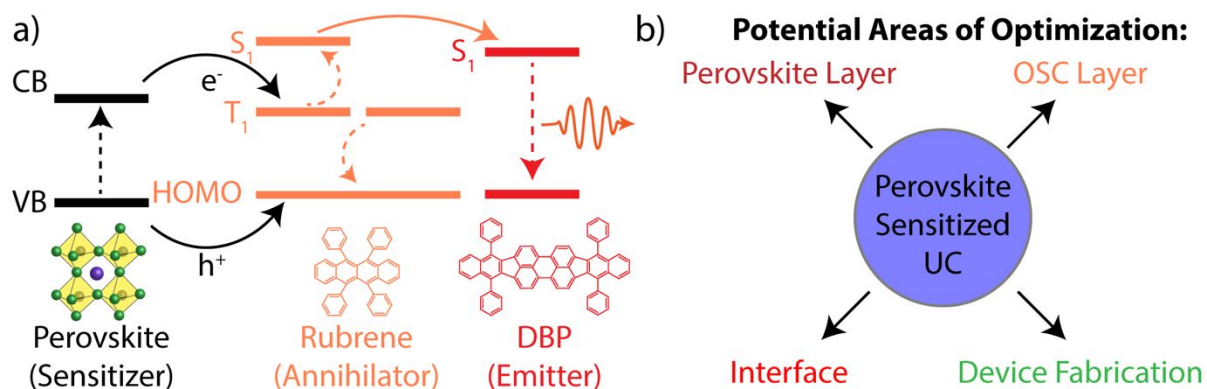 a)
S1
CB
e-
T1
VB
HOMO
h+
S1
Perovskite
(Sensitizer)
Rubrene
(Annihilator)
DBP
(Emitter)
b)
Potential Areas of Optimization:
Perovskite Layer
OSC Layer
Perovskite
Sensitized
UC
Interface
Device Fabrication